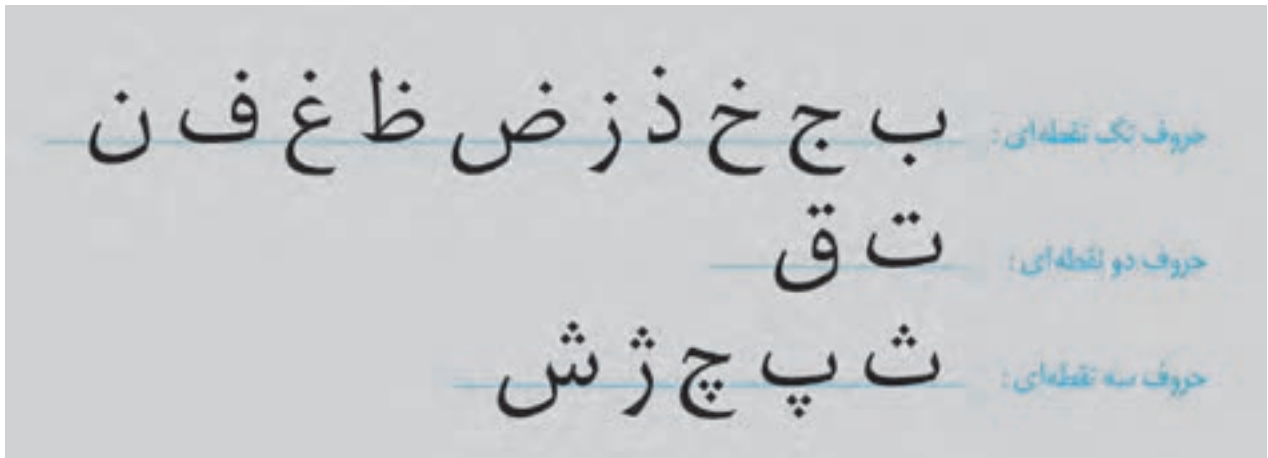 حروف تک نقطه‌ای: ب ج خ ذ ز ض ظ غ ف ن
حروف دو نقطه‌ای: ت ق
حروف سه نقطه‌ای: ث پ چ ژ ش